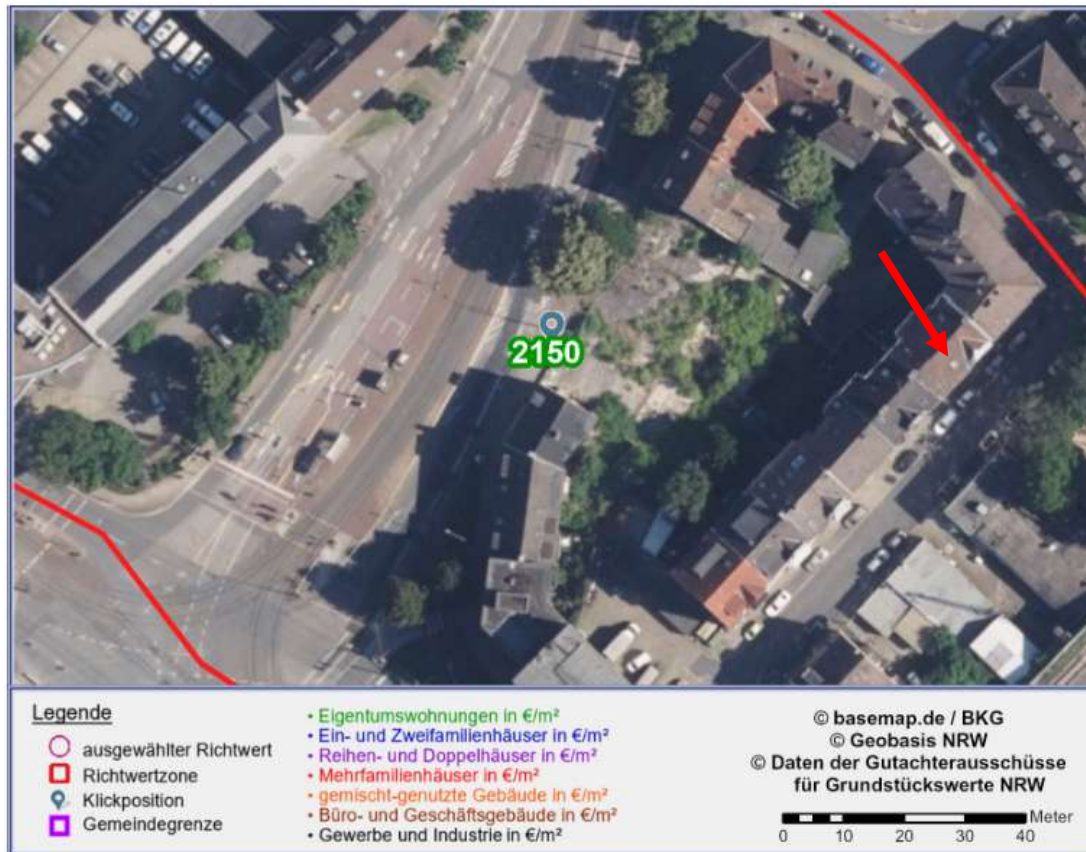 2150
Legende
ausgewählter Richtwert
Richtwertzone
Klickposition
Gemeindegrenze
• Eigentumswohnungen in €/m²
• Ein- und Zweifamilienhäuser in €/m²
• Reihen- und Doppelhäuser in €/m²
• Mehrfamilienhäuser in €/m²
• gemischt-genutzte Gebäude in €/m²
• Büro- und Geschäftsgebäude in €/m²
• Gewerbe und Industrie in €/m²
© basemap.de / BKG
© Geobasis NRW
© Daten der Gutachterausschüsse
für Grundstückswerte NRW
Meter
0 10 20 30 40